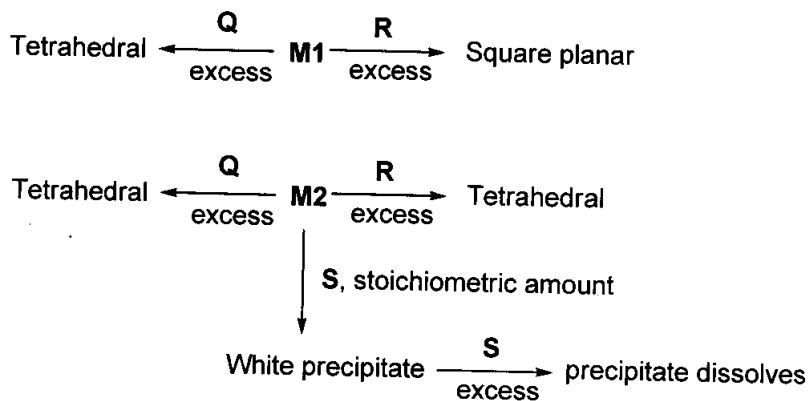 Q R
Tetrahedral M1 Square planar
excess excess
Q R
Tetrahedral M2 Tetrahedral
excess excess
S, stoichiometric amount
White precipitate S precipitate dissolves
excess